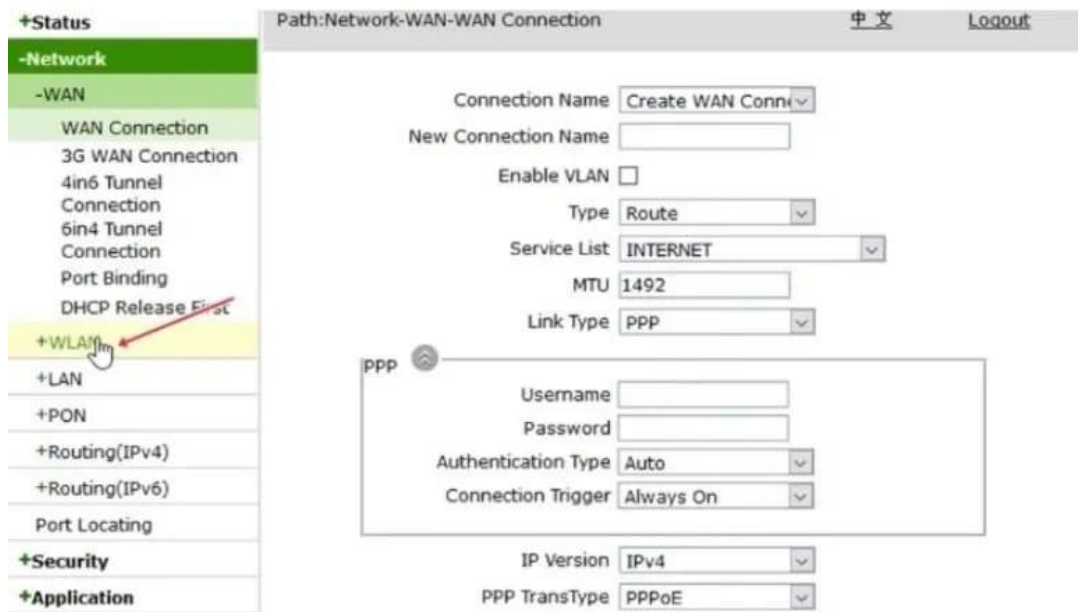 +Status
Path:Network-WAN-WAN Connection
中文
Logout
-Network
-WAN
WAN Connection
3G WAN Connection
4in6 Tunnel
Connection
6in4 Tunnel
Connection
Port Binding
DHCP Release First
+WLAN
+LAN
+PON
+Routing(IPv4)
+Routing(IPv6)
Port Locating
+Security
+Application
Connection Name Create WAN Conne
New Connection Name
Enable VLAN
Type Route
Service List INTERNET
MTU 1492
Link Type PPP
PPP
Username
Password
Authentication Type Auto
Connection Trigger Always On
IP Version IPv4
PPP TransType PPPoE